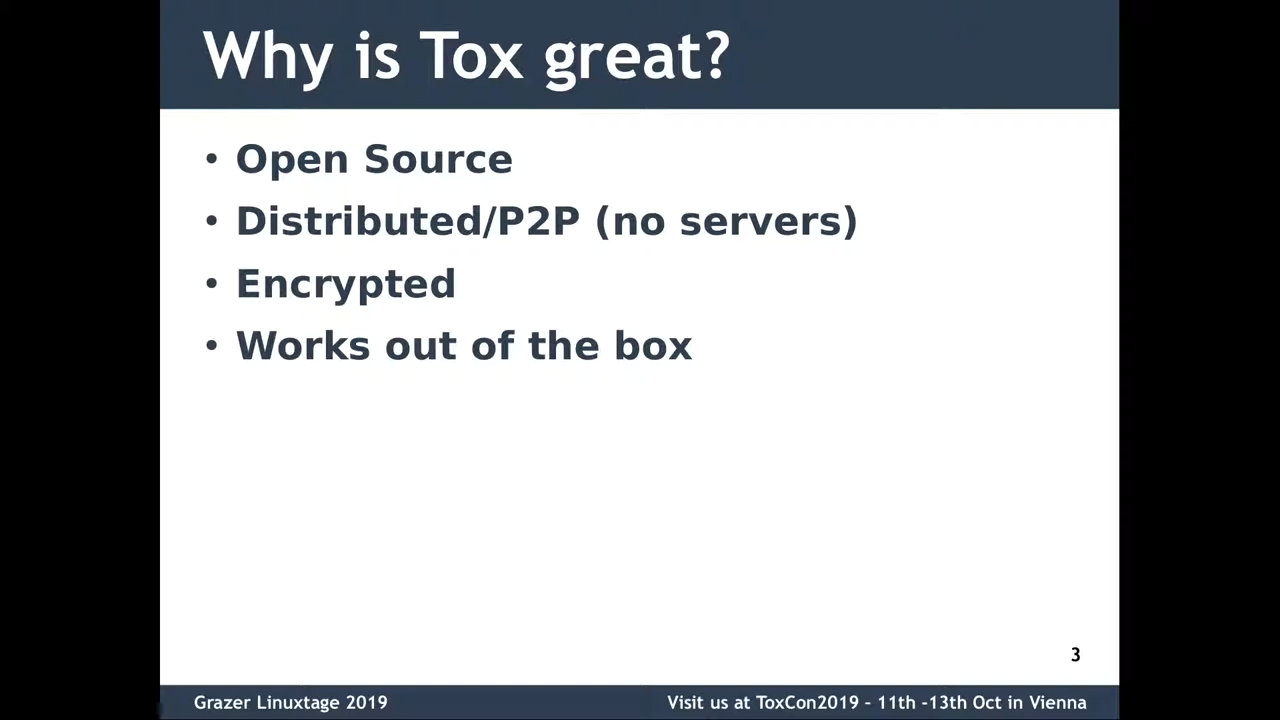 Why is Tox great?
• Open Source
• Distributed/P2P (no servers)
• Encrypted
• Works out of the box
3
Grazer Linuxtage 2019
Visit us at ToxCon2019 - 11th -13th Oct in Vienna